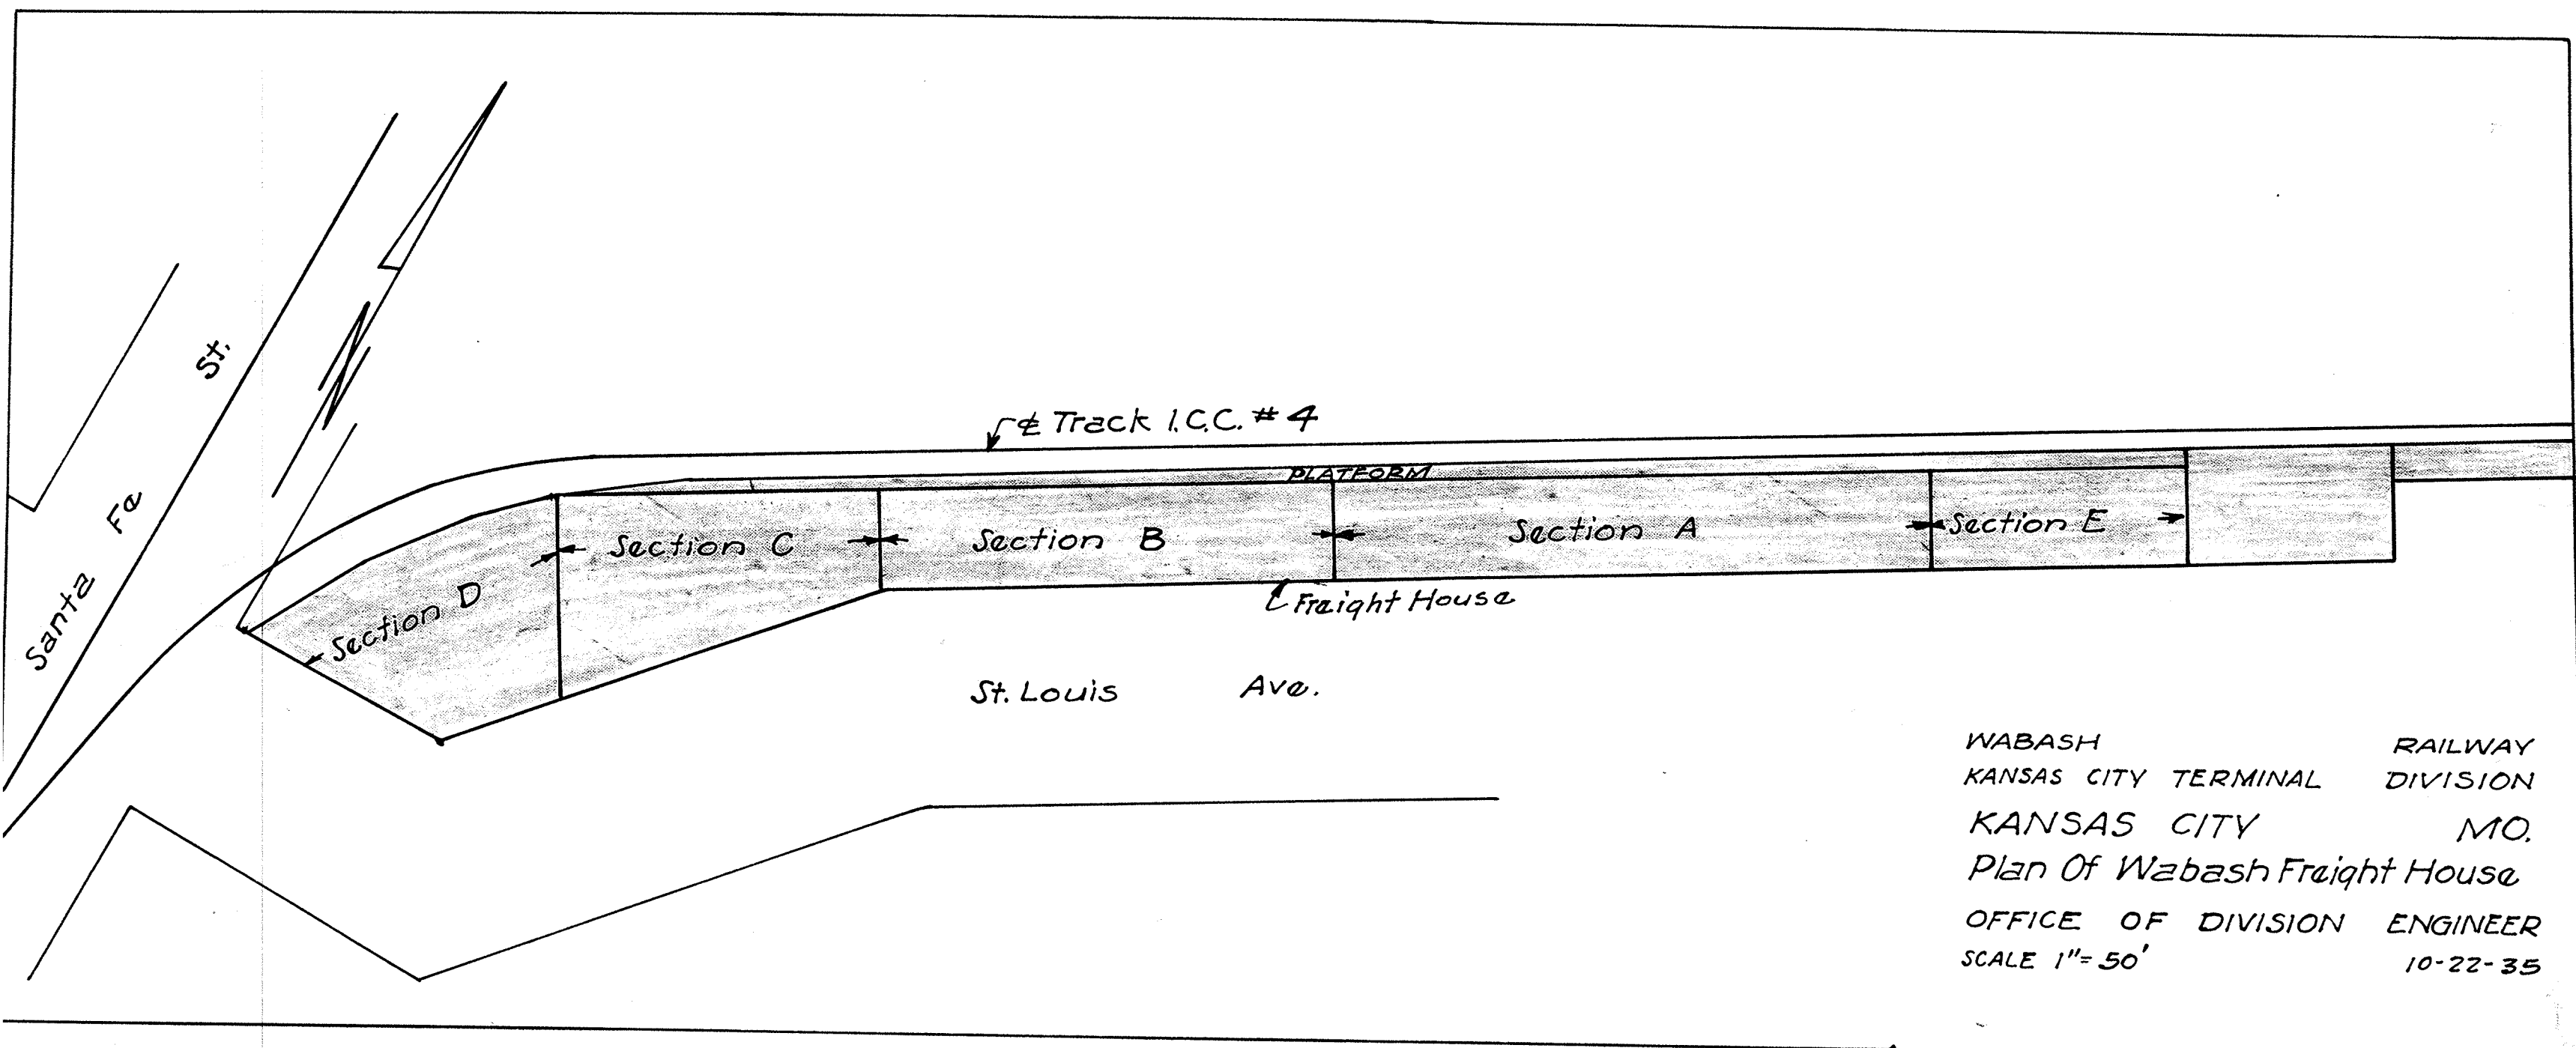 Santa Fe St.
N
℄ Track I.C.C. # 4
PLATFORM
Section D
Section C
Section B
Section A
Section E
Freight House
St. Louis Ave.
WABASH RAILWAY
KANSAS CITY TERMINAL DIVISION
KANSAS CITY MO.
Plan Of Wabash Freight House
OFFICE OF DIVISION ENGINEER
SCALE 1"= 50' 10-22-35